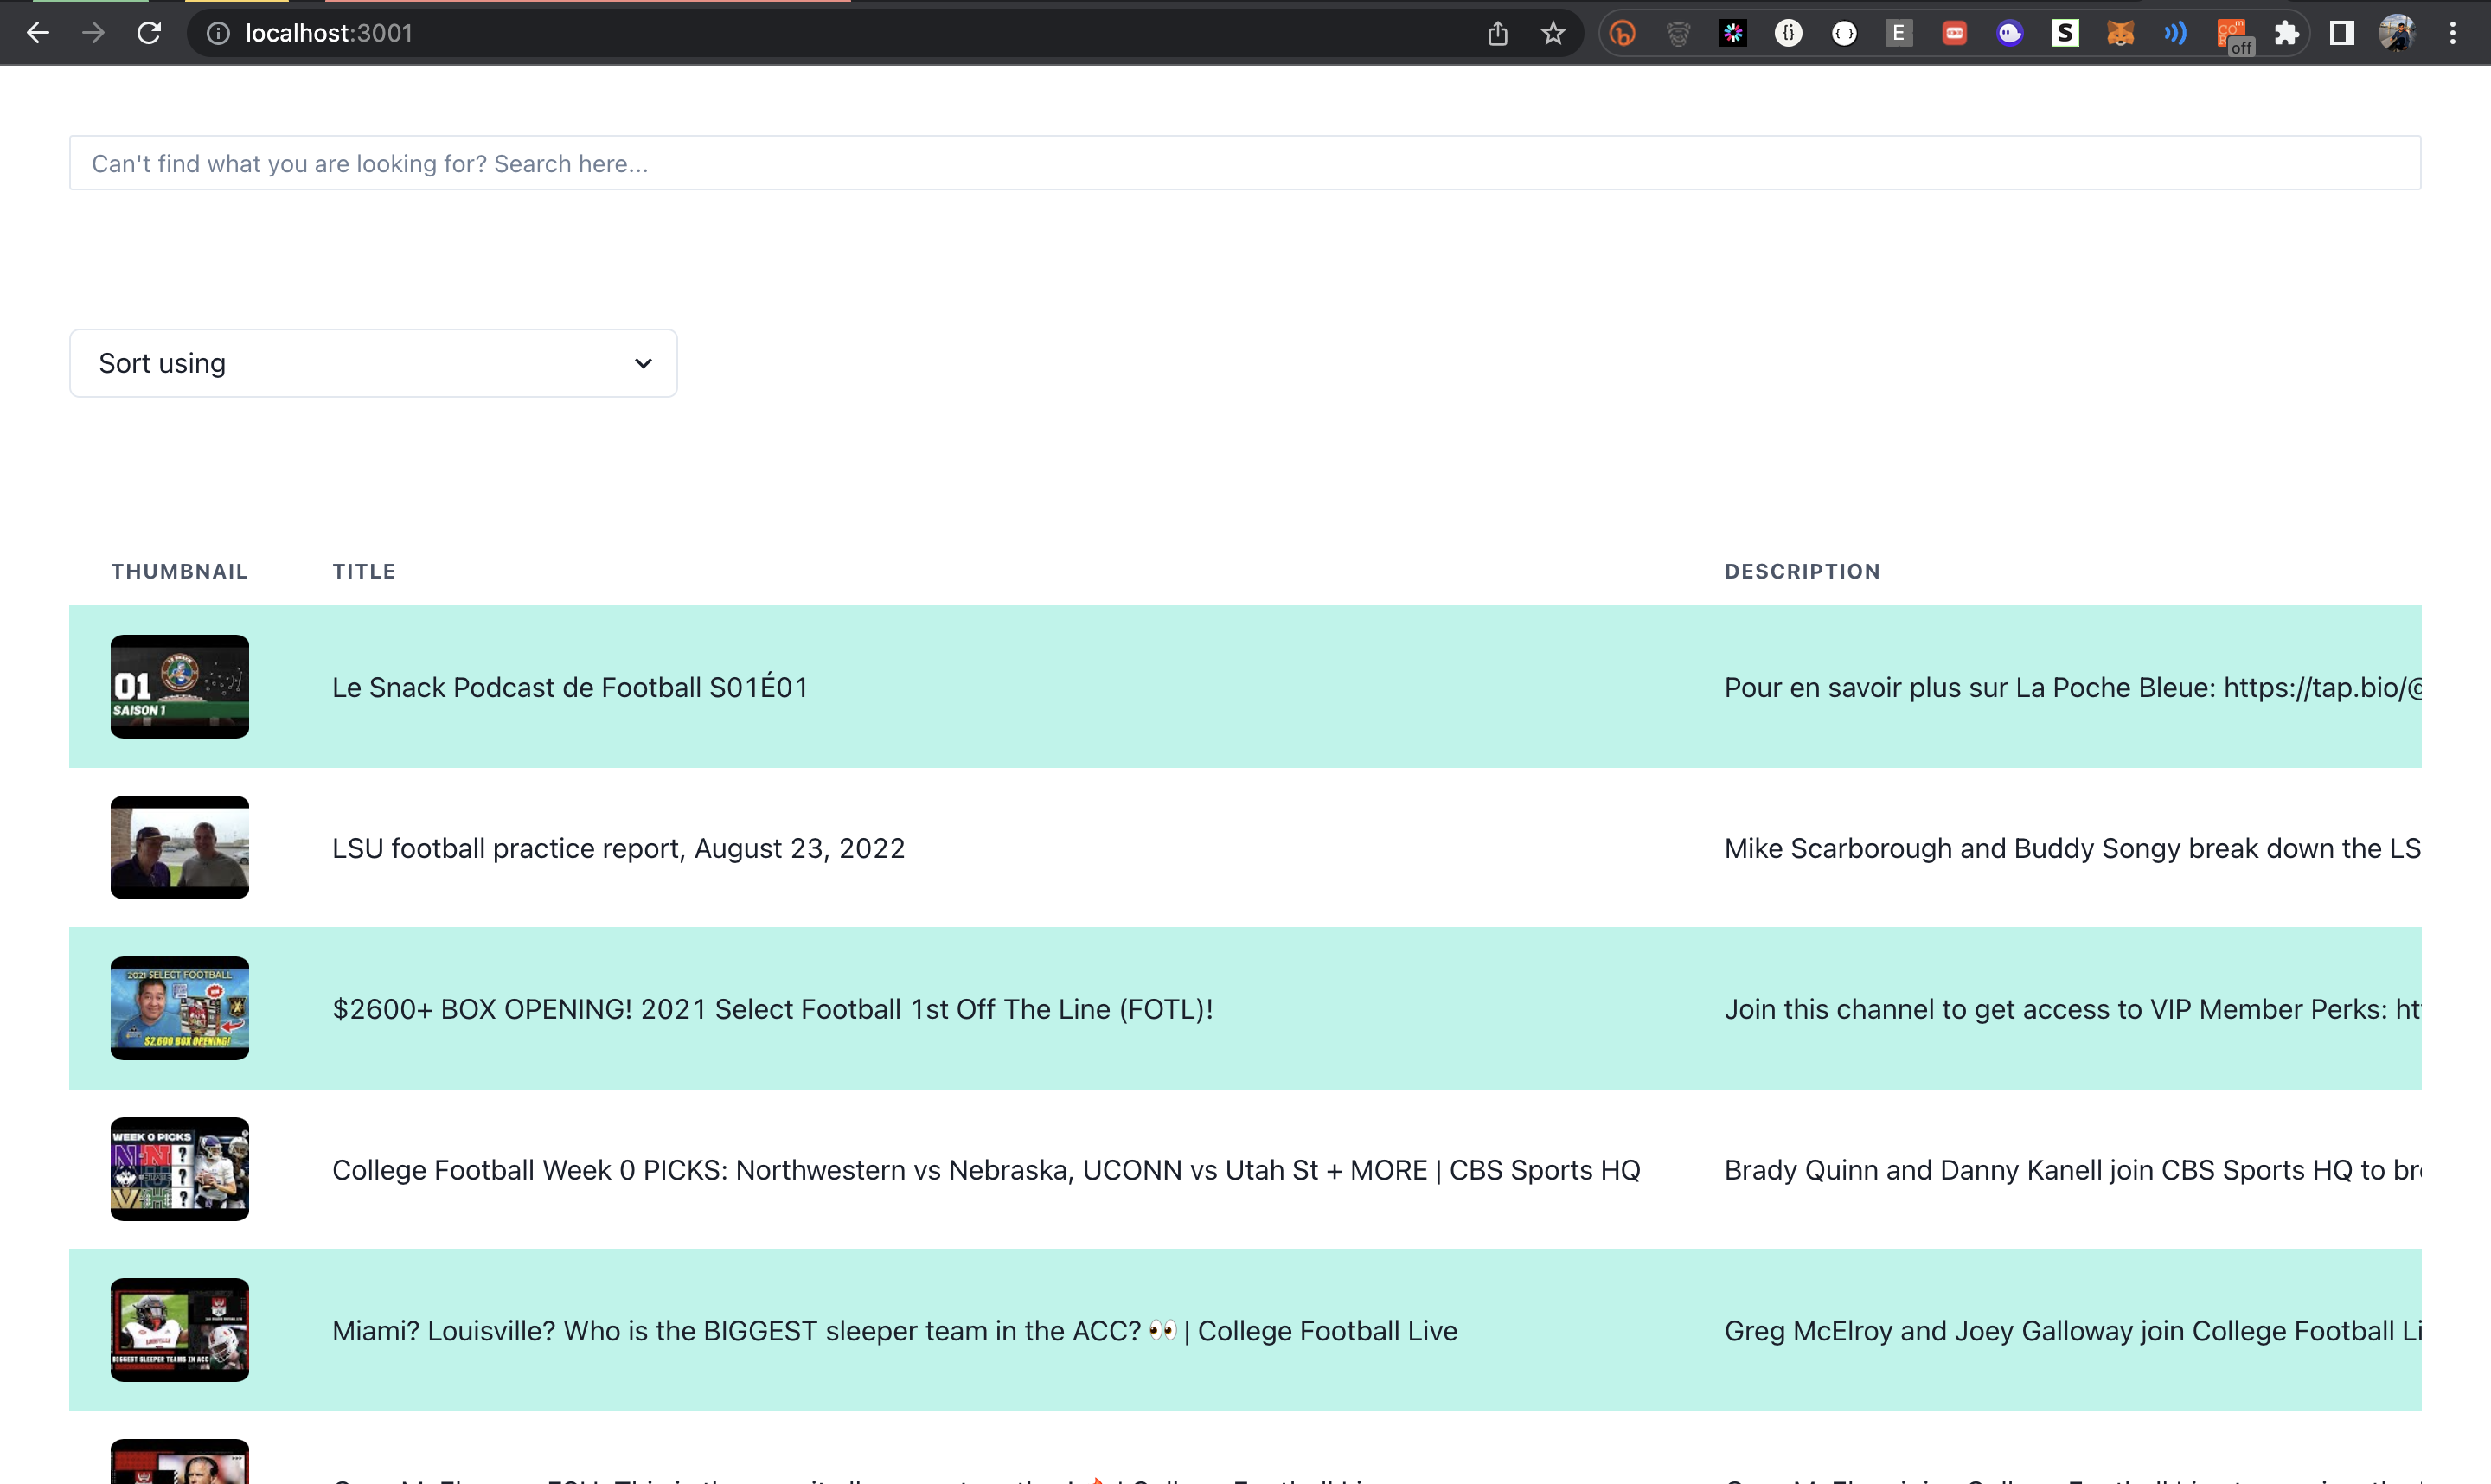 localhost:3001
E
S
off
Can't find what you are looking for? Search here...
Sort using
THUMBNAIL TITLE DESCRIPTION
01
SAISON 1
Le Snack Podcast de Football S01É01 Pour en savoir plus sur La Poche Bleue: https://tap.bio/@
LSU football practice report, August 23, 2022 Mike Scarborough and Buddy Songy break down the LS
2021 SELECT FOOTBALL
$2,600 BOX OPENING!
$2600+ BOX OPENING! 2021 Select Football 1st Off The Line (FOTL)! Join this channel to get access to VIP Member Perks: ht
WEEK 0 PICKS
N N ?
?
?
College Football Week 0 PICKS: Northwestern vs Nebraska, UCONN vs Utah St + MORE | CBS Sports HQ Brady Quinn and Danny Kanell join CBS Sports HQ to br
BIGGEST SLEEPER TEAMS IN ACC
Miami? Louisville? Who is the BIGGEST sleeper team in the ACC? 👀 | College Football Live Greg McElroy and Joey Galloway join College Football Li